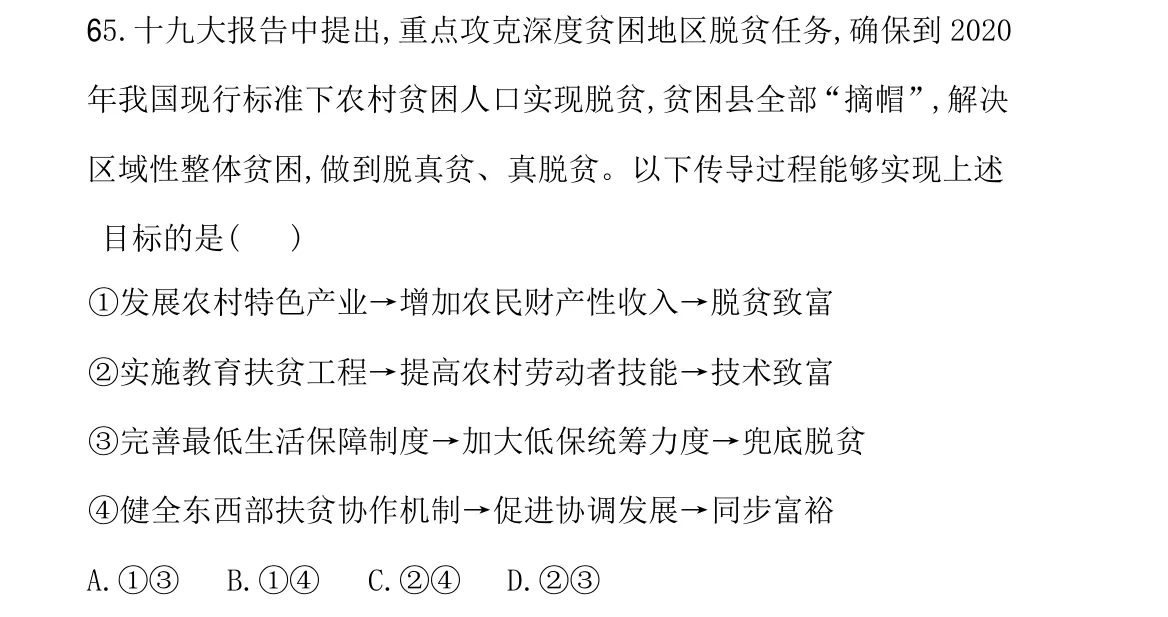 65.十九大报告中提出,重点攻克深度贫困地区脱贫任务,确保到 2020
年我国现行标准下农村贫困人口实现脱贫,贫困县全部“摘帽”,解决
区域性整体贫困,做到脱真贫、真脱贫。以下传导过程能够实现上述
目标的是(   )
①发展农村特色产业→增加农民财产性收入→脱贫致富
②实施教育扶贫工程→提高农村劳动者技能→技术致富
③完善最低生活保障制度→加大低保统筹力度→兜底脱贫
④健全东西部扶贫协作机制→促进协调发展→同步富裕
A.①③   B.①④   C.②④   D.②③